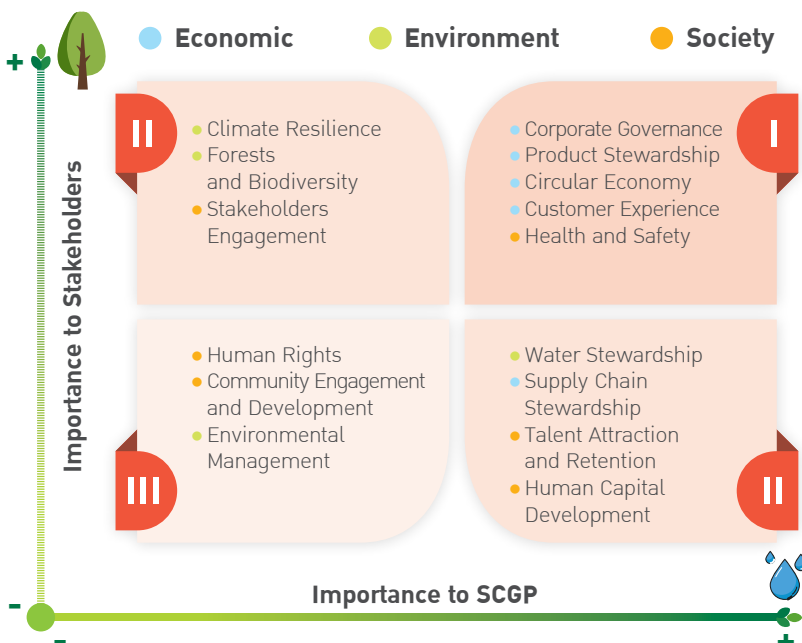 Economic
Environment
Society
+
Importance to Stakeholders
II
Climate Resilience
Forests
and Biodiversity
Stakeholders
Engagement
I
Corporate Governance
Product Stewardship
Circular Economy
Customer Experience
Health and Safety
III
Human Rights
Community Engagement
and Development
Environmental
Management
II
Water Stewardship
Supply Chain
Stewardship
Talent Attraction
and Retention
Human Capital
Development
Importance to SCGP
-
-
+